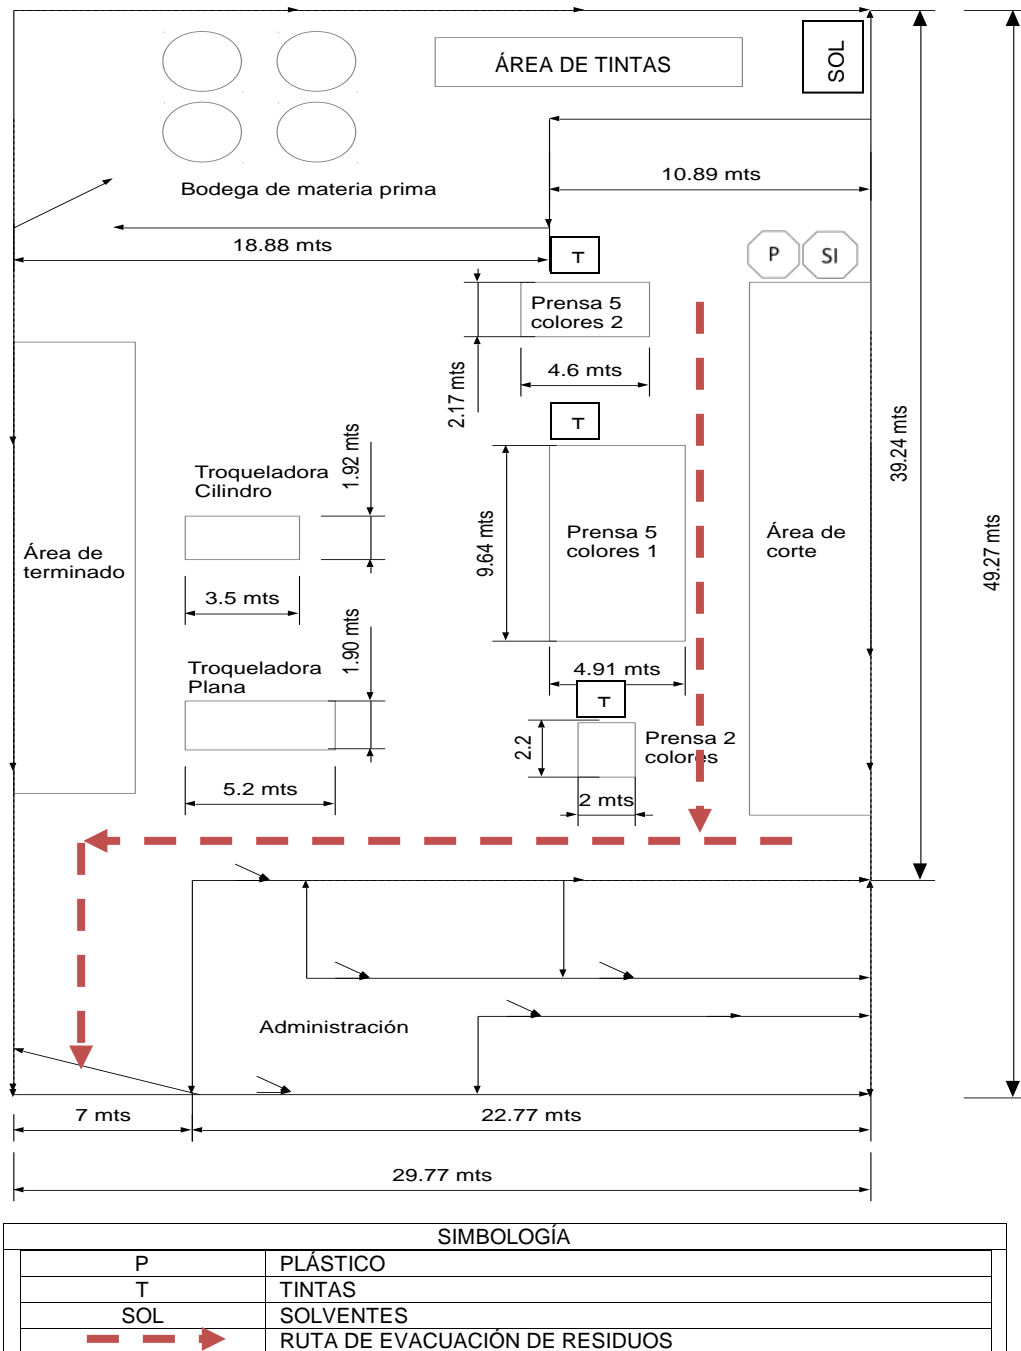 SOL
ÁREA DE TINTAS
10.89 mts
Bodega de materia prima
18.88 mts
T
P
SI
Prensa 5
colores 2
2.17 mts
4.6 mts
T
39.24 mts
49.27 mts
Troqueladora
Cilindro
1.92 mts
9.64 mts
Prensa 5
colores 1
Área de
corte
Área de
terminado
3.5 mts
1.90 mts
Troqueladora
Plana
4.91 mts
T
2.2
Prensa 2
colores
5.2 mts
2 mts
Administración
7 mts
22.77 mts
29.77 mts
SIMBOLOGÍA
P PLÁSTICO
T TINTAS
SOL SOLVENTES
RUTA DE EVACUACIÓN DE RESIDUOS